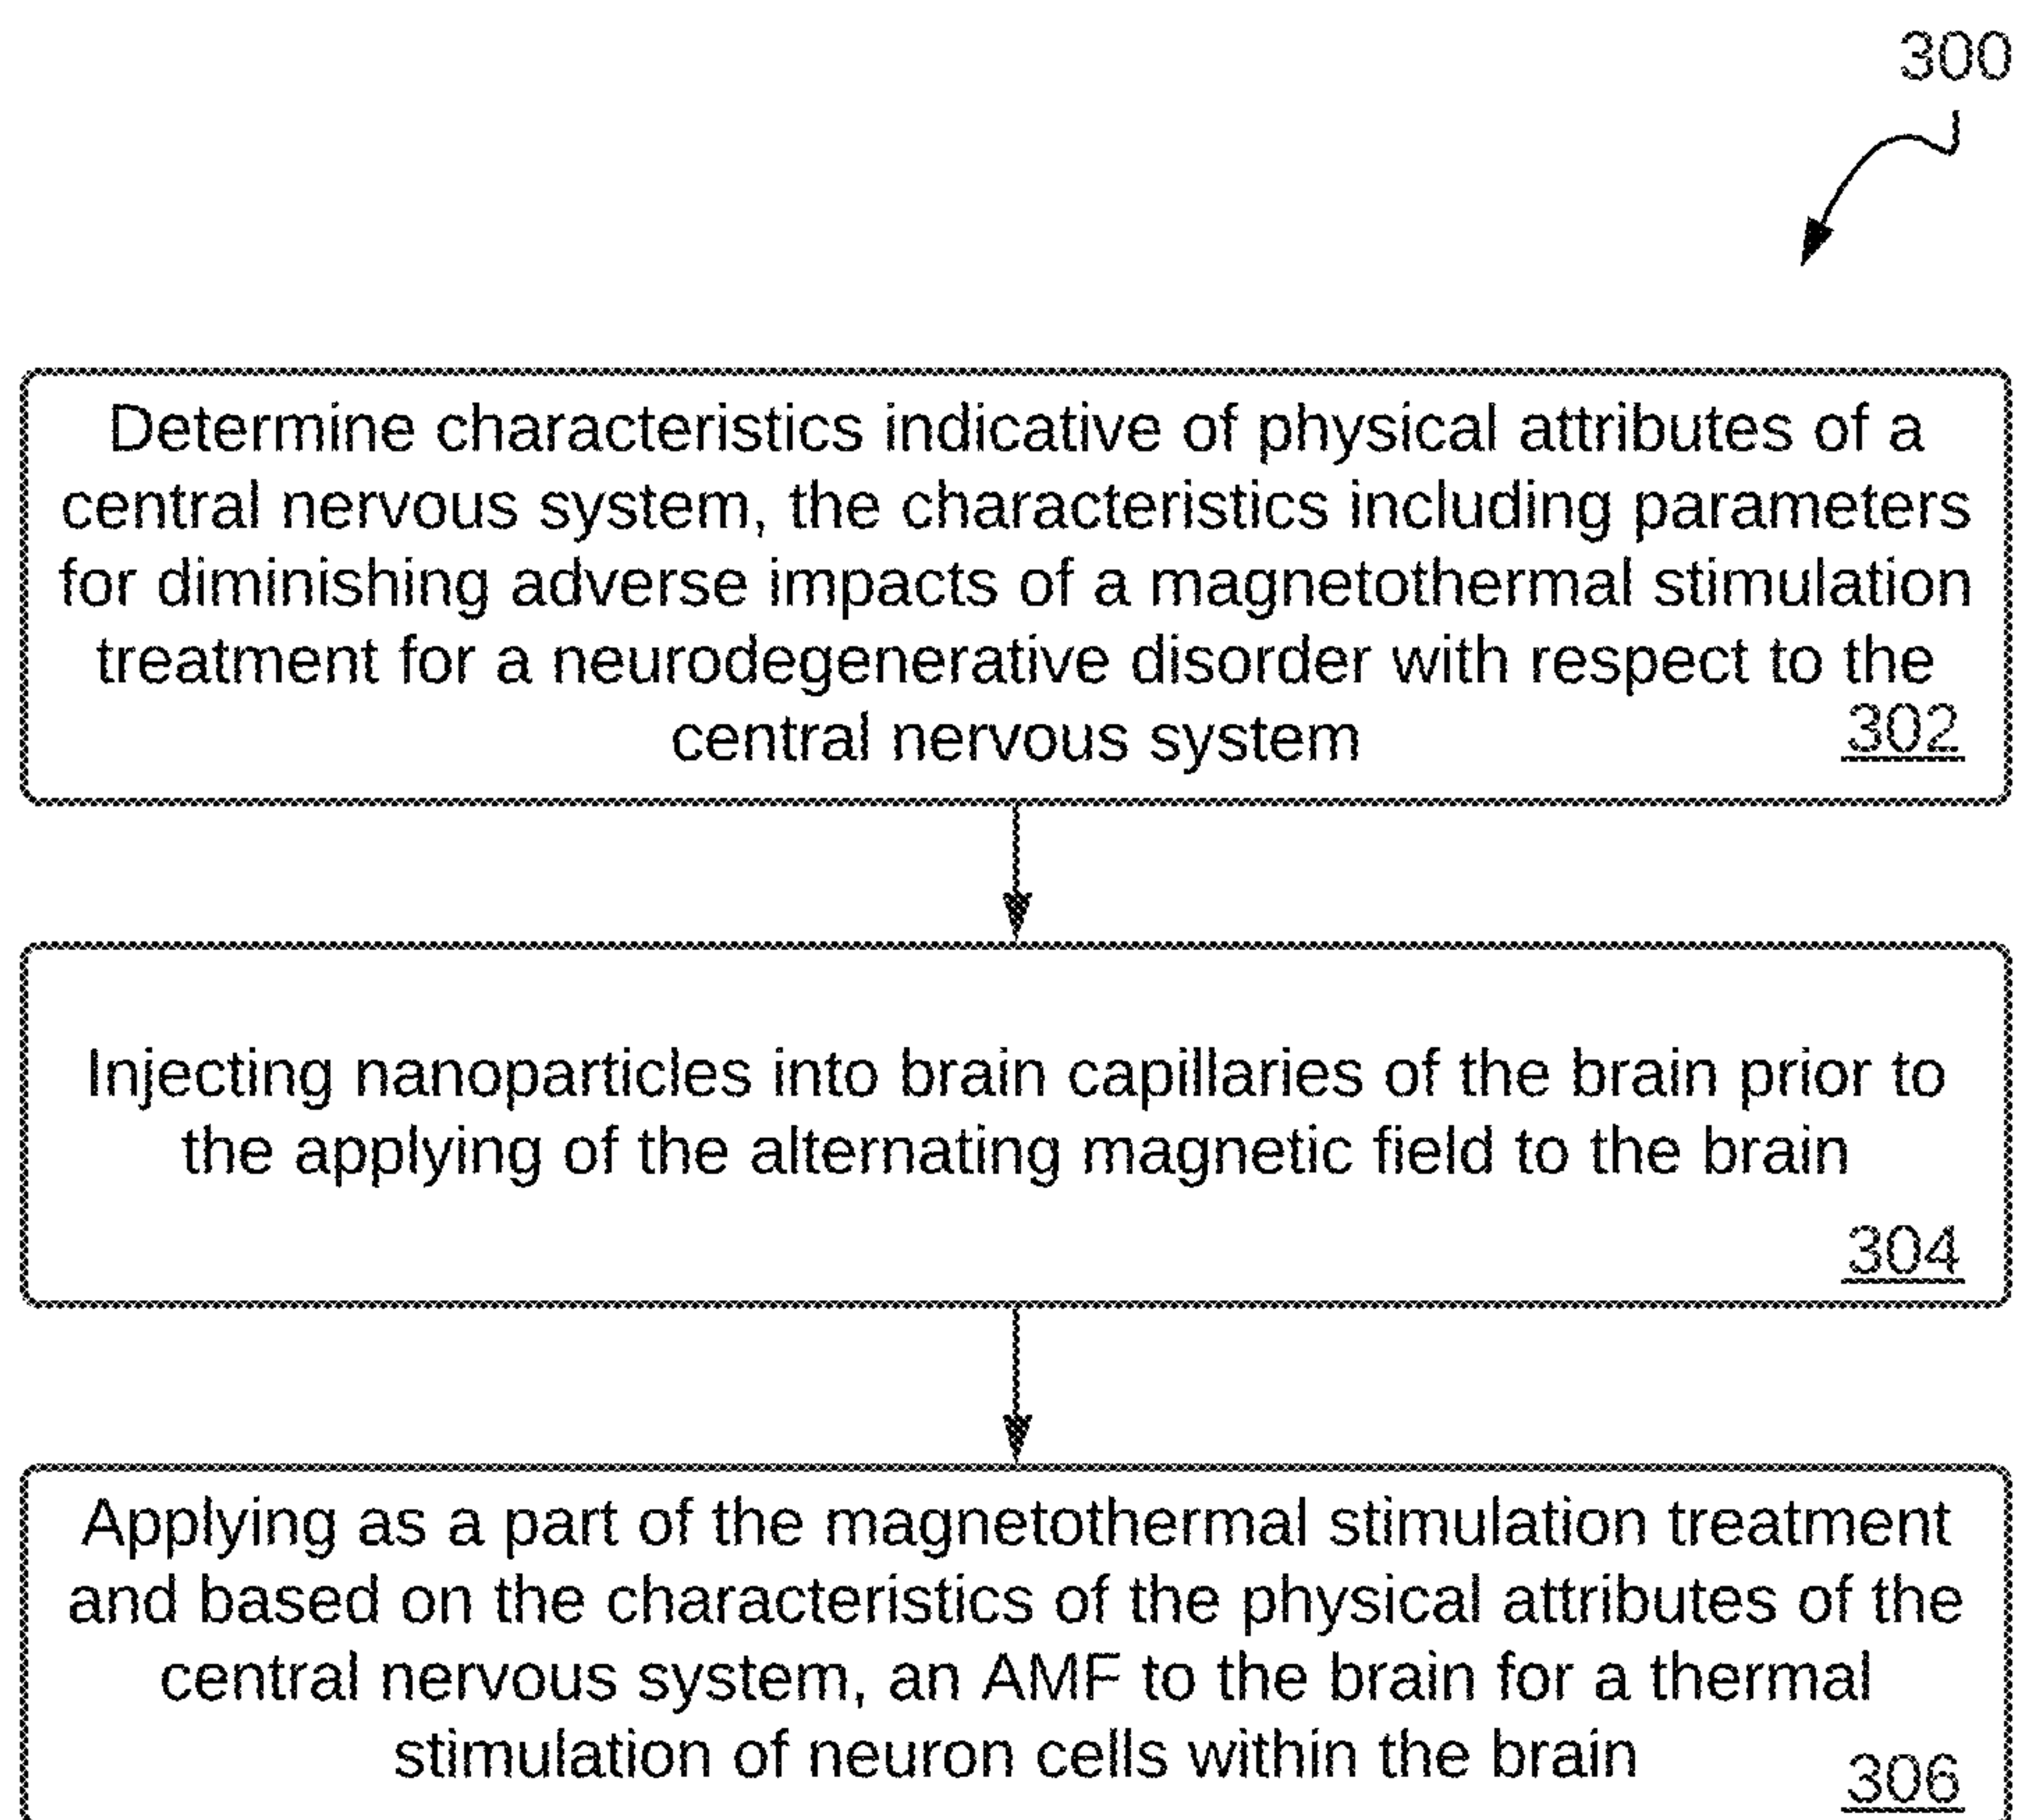 300
Determine characteristics indicative of physical attributes of a
central nervous system, the characteristics including parameters
for diminishing adverse impacts of a magnetothermal stimulation
treatment for a neurodegenerative disorder with respect to the
central nervous system
302
Injecting nanoparticles into brain capillaries of the brain prior to
the applying of the alternating magnetic field to the brain
304
Applying as a part of the magnetothermal stimulation treatment
and based on the characteristics of the physical attributes of the
central nervous system, an AMF to the brain for a thermal
stimulation of neuron cells within the brain
306